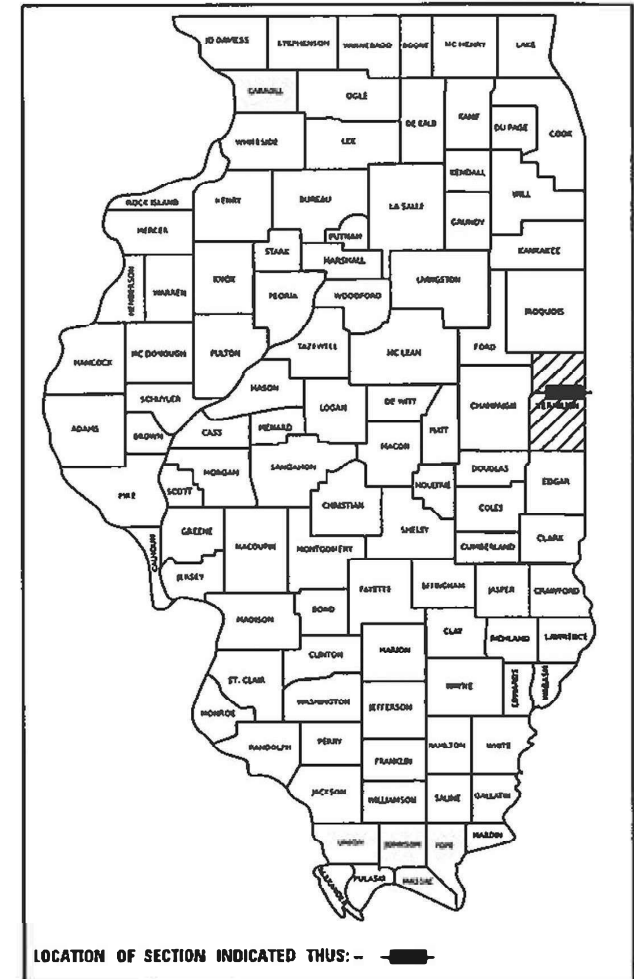 JO DAVIESS STEPHENSON WINNEBAGO BOONE MC HENRY LAKE
CARROLL OGLE
DE KALB KANE DU PAGE COOK
WHITESIDE LEE
KENDALL
ROCK ISLAND HENRY BUREAU LA SALLE GRUNDY WILL
MERCER PUTNAM
STARK MARSHALL KANKAKEE
HENDERSON WARREN KNOX PEORIA WOODFORD LIVINGSTON IROQUOIS
HANCOCK MC DONOUGH FULTON TAZEWELL MC LEAN FORD
MASON
SCHUYLER LOGAN DE WITT CHAMPAIGN VERMILION
ADAMS BROWN CASS MENARD MACON PIATT
PIKE SCOTT MORGAN SANGAMON MOULTRIE DOUGLAS EDGAR
CHRISTIAN COLES
GREENE SHELBY
CALHOUN MACOUPIN MONTGOMERY CUMBERLAND CLARK
JERSEY
FAYETTE EFFINGHAM JASPER CRAWFORD
MADISON BOND
CLAY RICHLAND LAWRENCE
CLINTON MARION
ST. CLAIR WAYNE EDWARDS WABASH
WASHINGTON JEFFERSON
MONROE
RANDOLPH PERRY HAMILTON WHITE
FRANKLIN
JACKSON WILLIAMSON SALINE GALLATIN
UNION JOHNSON POPE HARDIN
ALEXANDER PULASKI MASSAC
LOCATION OF SECTION INDICATED THUS: -